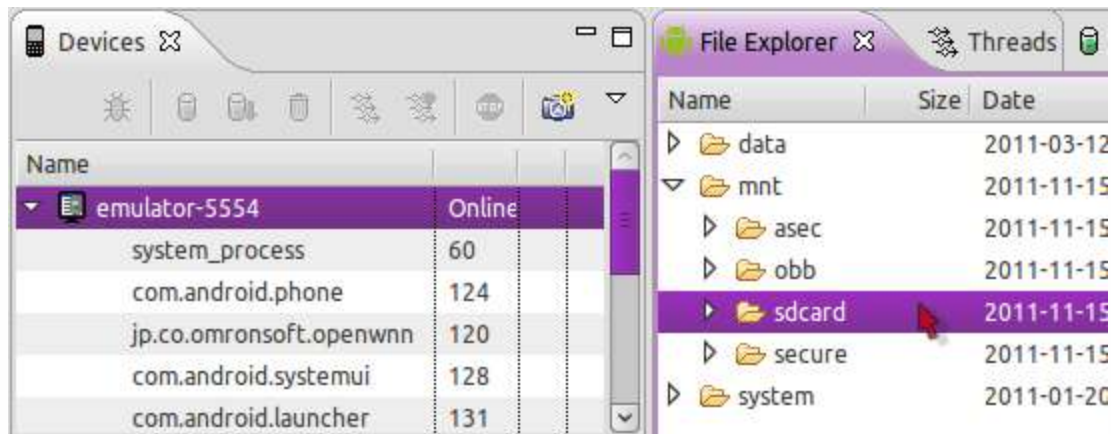 Devices
Name
emulator-5554 Online
system_process 60
com.android.phone 124
jp.co.omronsoft.openwnn 120
com.android.systemui 128
com.android.launcher 131
File Explorer Threads
Name Size Date
data 2011-03-12
mnt 2011-11-15
asec 2011-11-15
obb 2011-11-15
sdcard 2011-11-15
secure 2011-11-15
system 2011-01-20